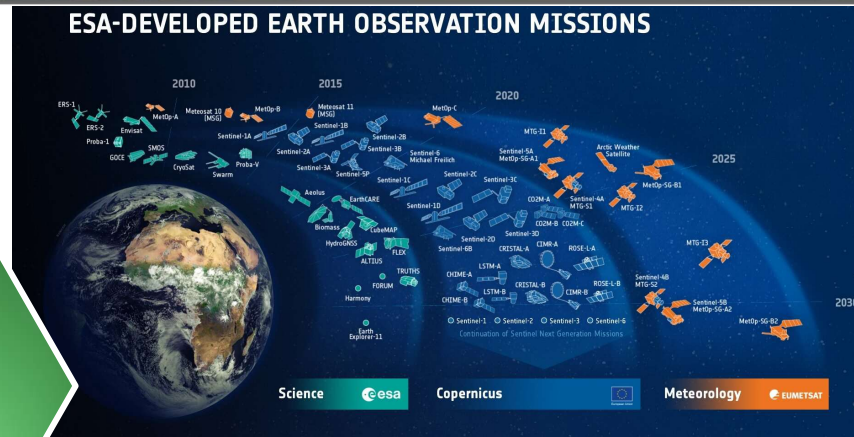 ESA-DEVELOPED EARTH OBSERVATION MISSIONS
2010
2015
2020
2025
2030
ERS-1
ERS-2
Envisat
MetOp-A
Meteosat 10
(MSG)
MetOp-B
Meteosat 11
(MSG)
MetOp-C
Proba-1
GOCE
SMOS
CryoSat
Swarm
Proba-V
Sentinel-1A
Sentinel-1B
Sentinel-2A
Sentinel-2B
Sentinel-3A
Sentinel-3B
Sentinel-5P
Sentinel-6
Michael Freilich
MTG-I1
Sentinel-5A
MetOp-SG-A1
Arctic Weather
Satellite
MetOp-SG-B1
Sentinel-4A
MTG-S1
MTG-I2
Aeolus
EarthCARE
Biomass
CubeMAP
HydroGNSS
ALTIUS
FLEX
FORUM
TRUTHS
Harmony
Earth
Explorer-11
Sentinel-1C
Sentinel-2C
Sentinel-3C
Sentinel-1D
Sentinel-2D
Sentinel-3D
Sentinel-6B
CO2M-A
CO2M-B
CO2M-C
CRISTAL-A
CIMR-A
ROSE-L-A
LSTM-A
CHIME-A
LSTM-B
CRISTAL-B
CIMR-B
ROSE-L-B
CHIME-B
MTG-I3
Sentinel-4B
MTG-S2
Sentinel-5B
MetOp-SG-A2
MetOp-SG-B2
Sentinel-1
Sentinel-2
Sentinel-3
Sentinel-6
Continuation of Sentinel Next Generation Missions
Science
esa
Copernicus
Meteorology
EUMETSAT